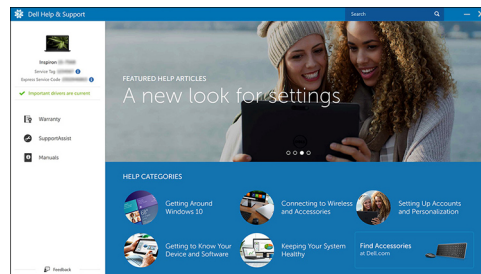 Dell Help & Support
Search
Inspiron
Service Tag
Express Service Code
Important drivers are current
Warranty
SupportAssist
Manuals
Feedback
FEATURED HELP ARTICLES
A new look for settings
HELP CATEGORIES
Getting Around
Windows 10
Connecting to Wireless
and Accessories
Setting Up Accounts
and Personalization
Getting to Know Your
Device and Software
Keeping Your System
Healthy
Find Accessories
at Dell.com